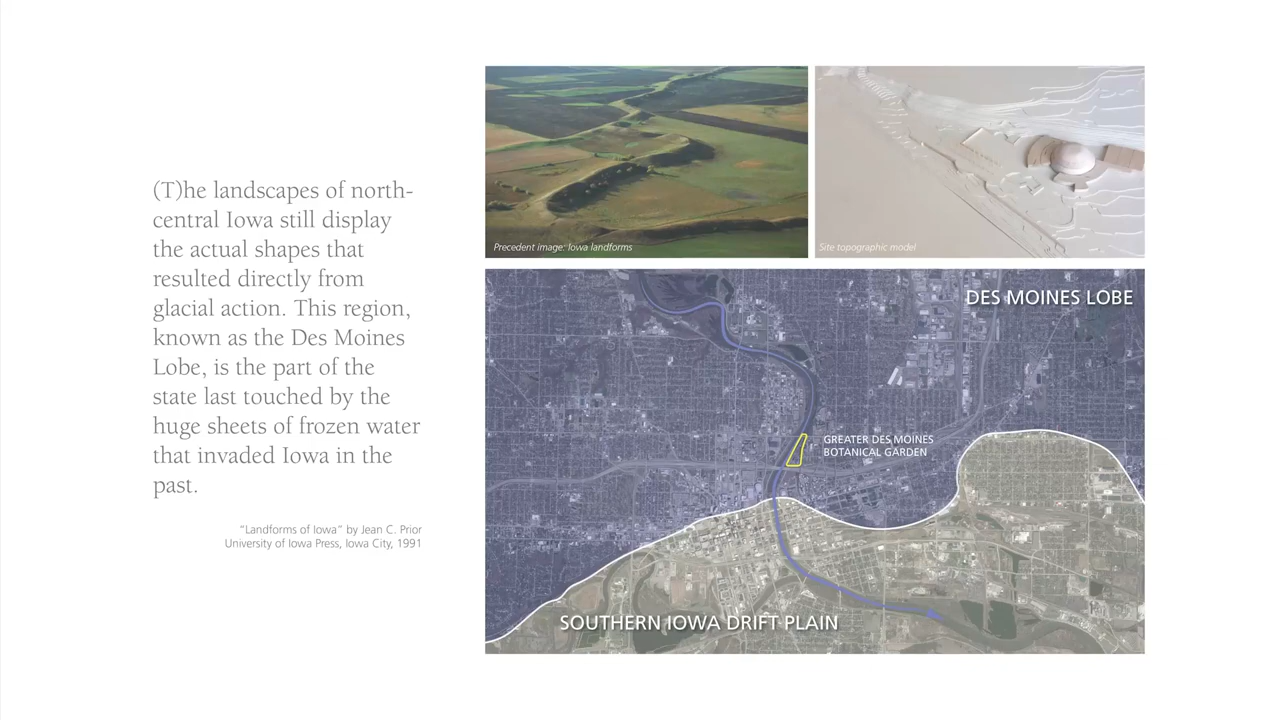 (T)he landscapes of north-
central Iowa still display
the actual shapes that
resulted directly from
glacial action. This region,
known as the Des Moines
Lobe, is the part of the
state last touched by the
huge sheets of frozen water
that invaded Iowa in the
past.
"Landforms of Iowa" by Jean C. Prior
University of Iowa Press, Iowa City, 1991
Precedent image: Iowa landforms
Site topographic model
DES MOINES LOBE
GREATER DES MOINES
BOTANICAL GARDEN
SOUTHERN IOWA DRIFT PLAIN